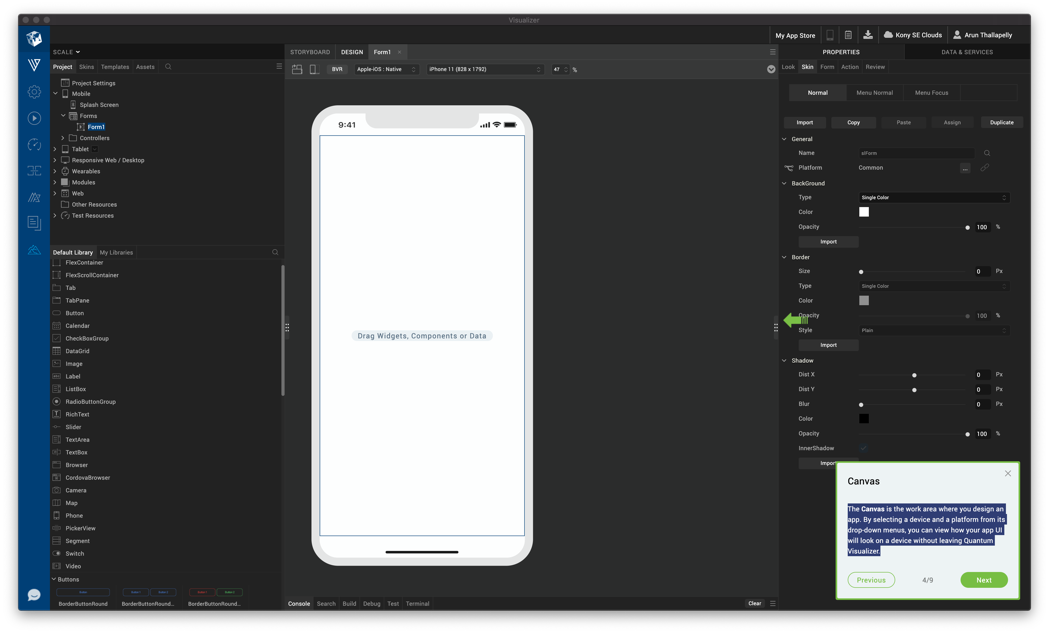 Visualizer
My App Store
Kony SE Clouds
Arun Thallapelly
SCALE
Project Skins Templates Assets
Project Settings
Mobile
Splash Screen
Forms
Form1
Controllers
Tablet
Responsive Web / Desktop
Wearables
Modules
Web
Other Resources
Test Resources
Default Library My Libraries
FlexContainer
FlexScrollContainer
Tab
TabPane
Button
Calendar
CheckBoxGroup
DataGrid
Image
Label
ListBox
RadioButtonGroup
RichText
Slider
TextArea
TextBox
Browser
CordovaBrowser
Camera
Map
Phone
PickerView
Segment
Switch
Video
Buttons
BorderButtonRound BorderButtonRound... BorderButtonRound...
STORYBOARD DESIGN Form1 ×
BVR Apple-iOS : Native iPhone 11 (828 x 1792) 47 %
9:41
Drag Widgets, Components or Data
Console Search Build Debug Test Terminal Clear
PROPERTIES DATA & SERVICES
Look Skin Form Action Review
Normal Menu Normal Menu Focus
Import Copy Paste Assign Duplicate
General
Name slForm
Platform Common ...
BackGround
Type Single Color
Color
Opacity 100 %
Import
Border
Size 0 Px
Type Single Color
Color
Opacity 100 %
Style Plain
Import
Shadow
Dist X 0 Px
Dist Y 0 Px
Blur 0 Px
Color
Opacity 100 %
InnerShadow
Import
Canvas
The Canvas is the work area where you design an
app. By selecting a device and a platform from its
drop-down menus, you can view how your app UI
will look on a device without leaving Quantum
Visualizer.
Previous 4/9 Next